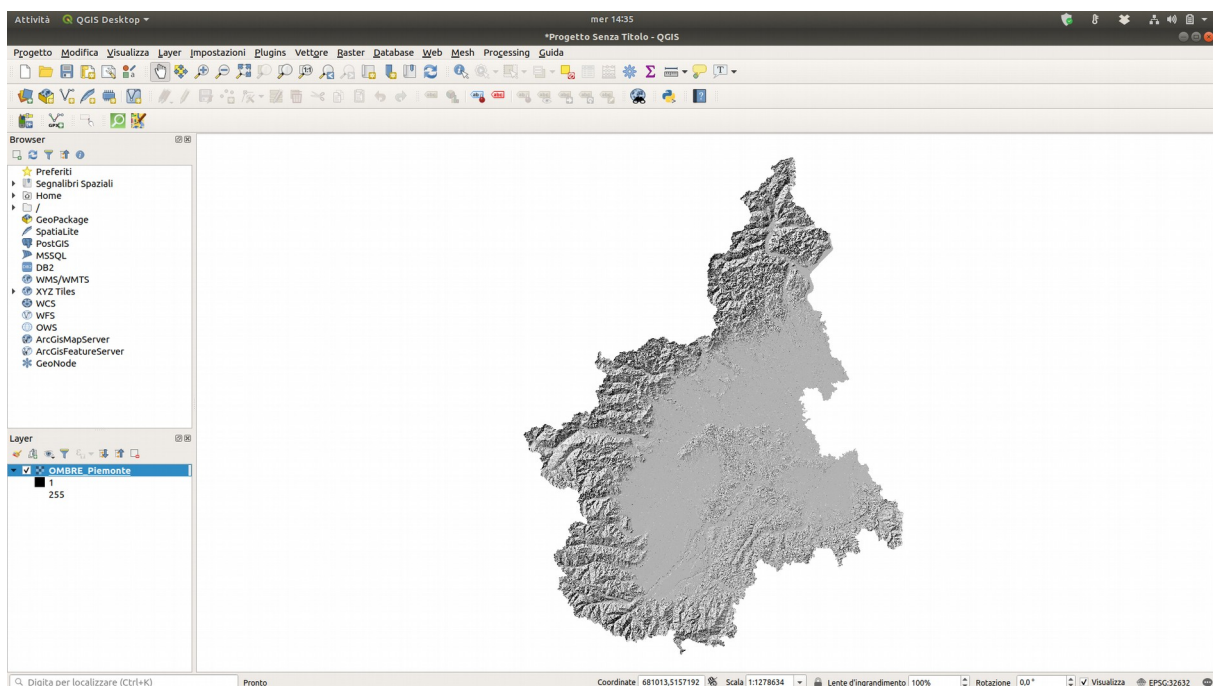 Attività QGIS Desktop mer 14:35
*Progetto Senza Titolo - QGIS
Progetto Modifica Visualizza Layer Impostazioni Plugins Vettore Raster Database Web Mesh Processing Guida
Browser
Preferiti
Segnalibri Spaziali
Home
/
GeoPackage
SpatiaLite
PostGIS
MSSQL
DB2
WMS/WMTS
XYZ Tiles
WCS
WFS
OWS
ArcGisMapServer
ArcGisFeatureServer
GeoNode
Layer
OMBRE_Piemonte
1
255
Digita per localizzare (Ctrl+K) Pronto Coordinate 681013,5157192 Scala 1:1278634 Lente d'ingrandimento 100% Rotazione 0,0 ° Visualizza EPSG:32632